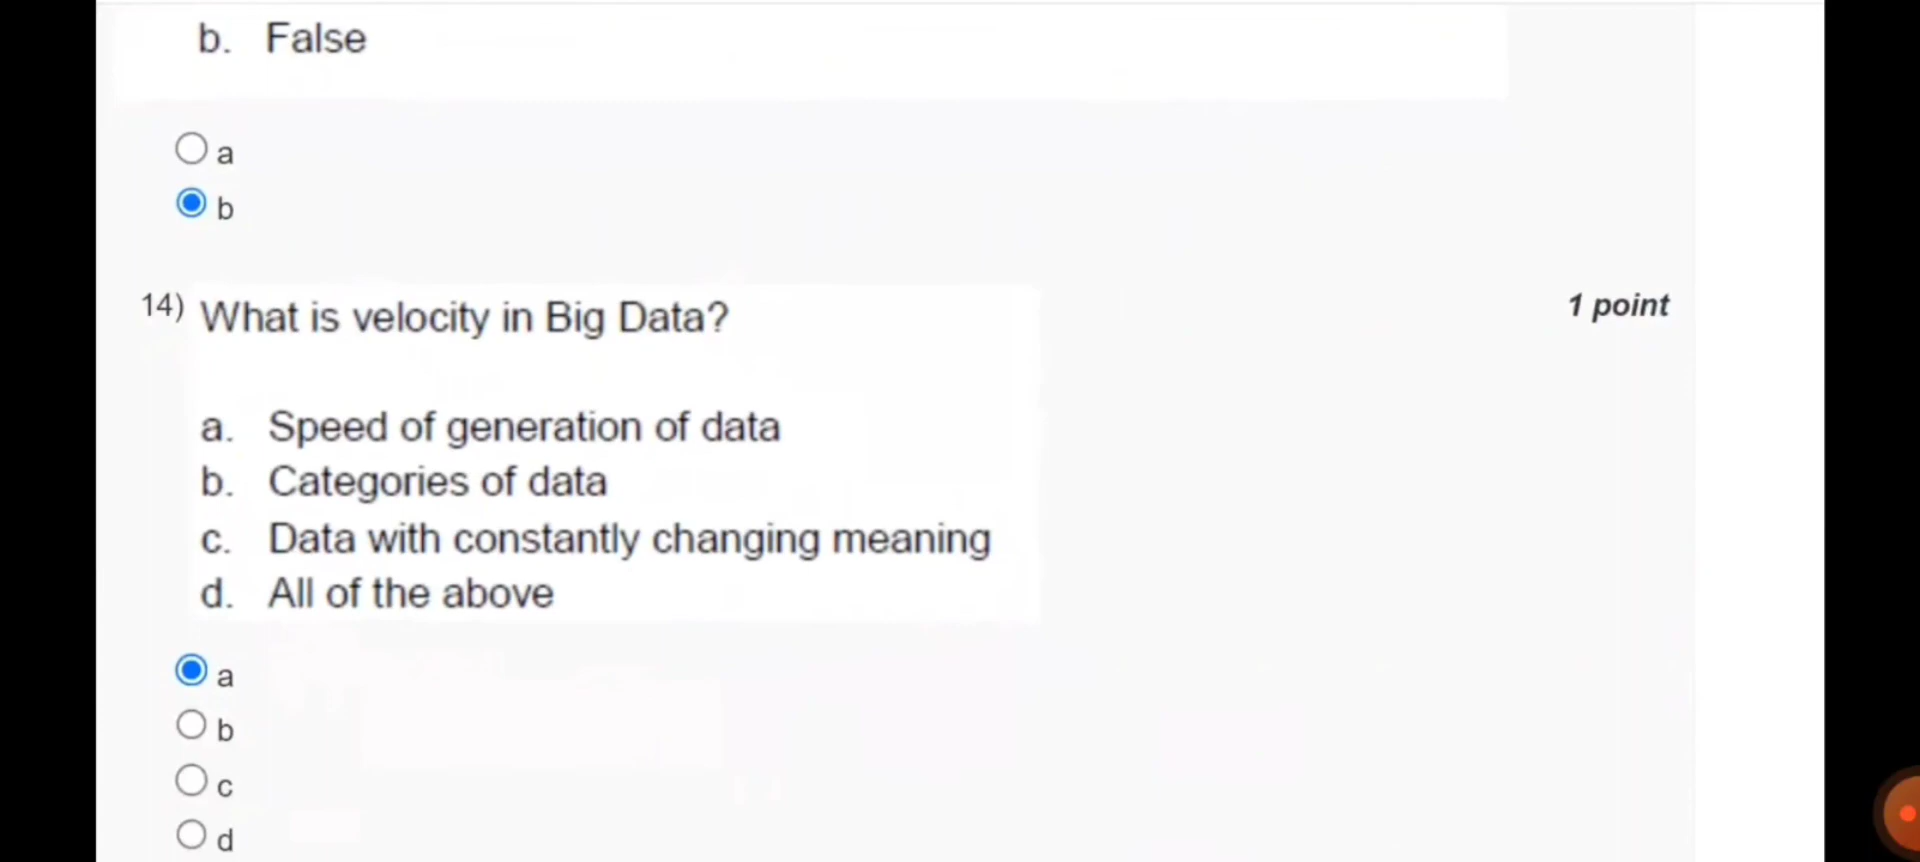 b. False
a
b
14) What is velocity in Big Data? 1 point
a. Speed of generation of data
b. Categories of data
c. Data with constantly changing meaning
d. All of the above
a
b
c
d